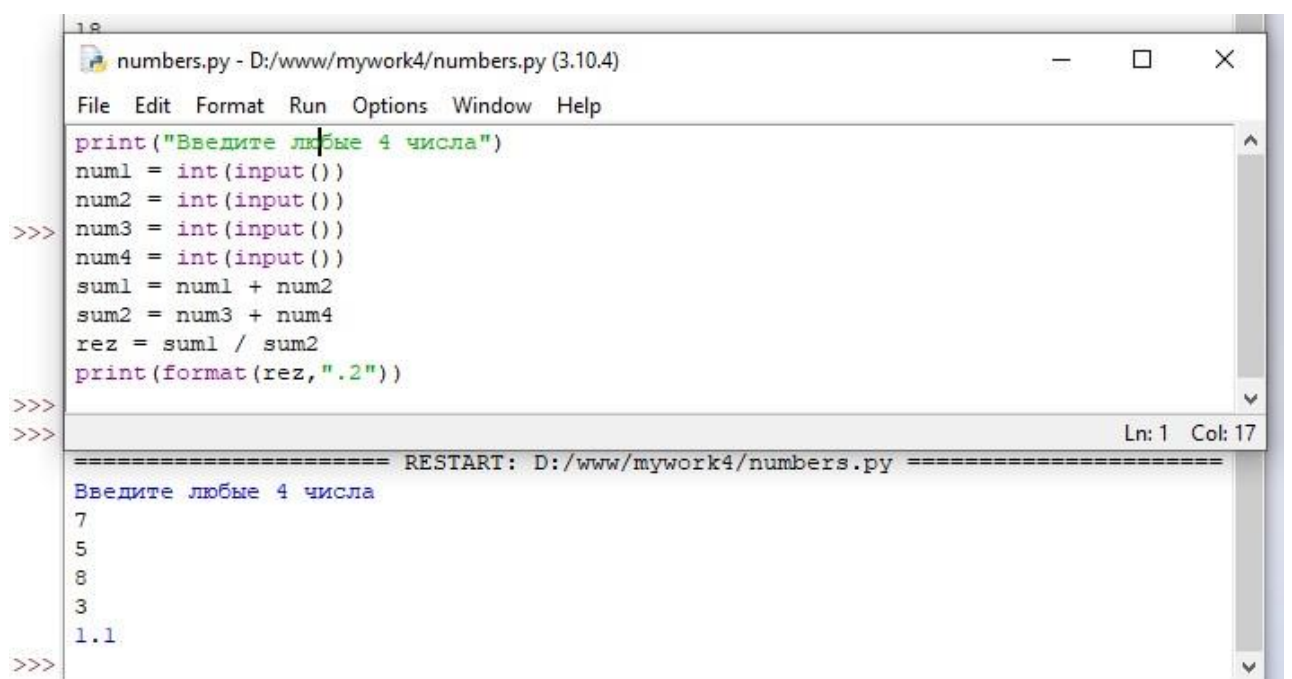 18
numbers.py - D:/www/mywork4/numbers.py (3.10.4)
File Edit Format Run Options Window Help
print("Введите любые 4 числа")
num1 = int(input())
num2 = int(input())
>>> num3 = int(input())
num4 = int(input())
sum1 = num1 + num2
sum2 = num3 + num4
rez = sum1 / sum2
print(format(rez,".2"))
>>>
>>> Ln: 1 Col: 17
====================== RESTART: D:/www/mywork4/numbers.py ======================
Введите любые 4 числа
7
5
8
3
1.1
>>>